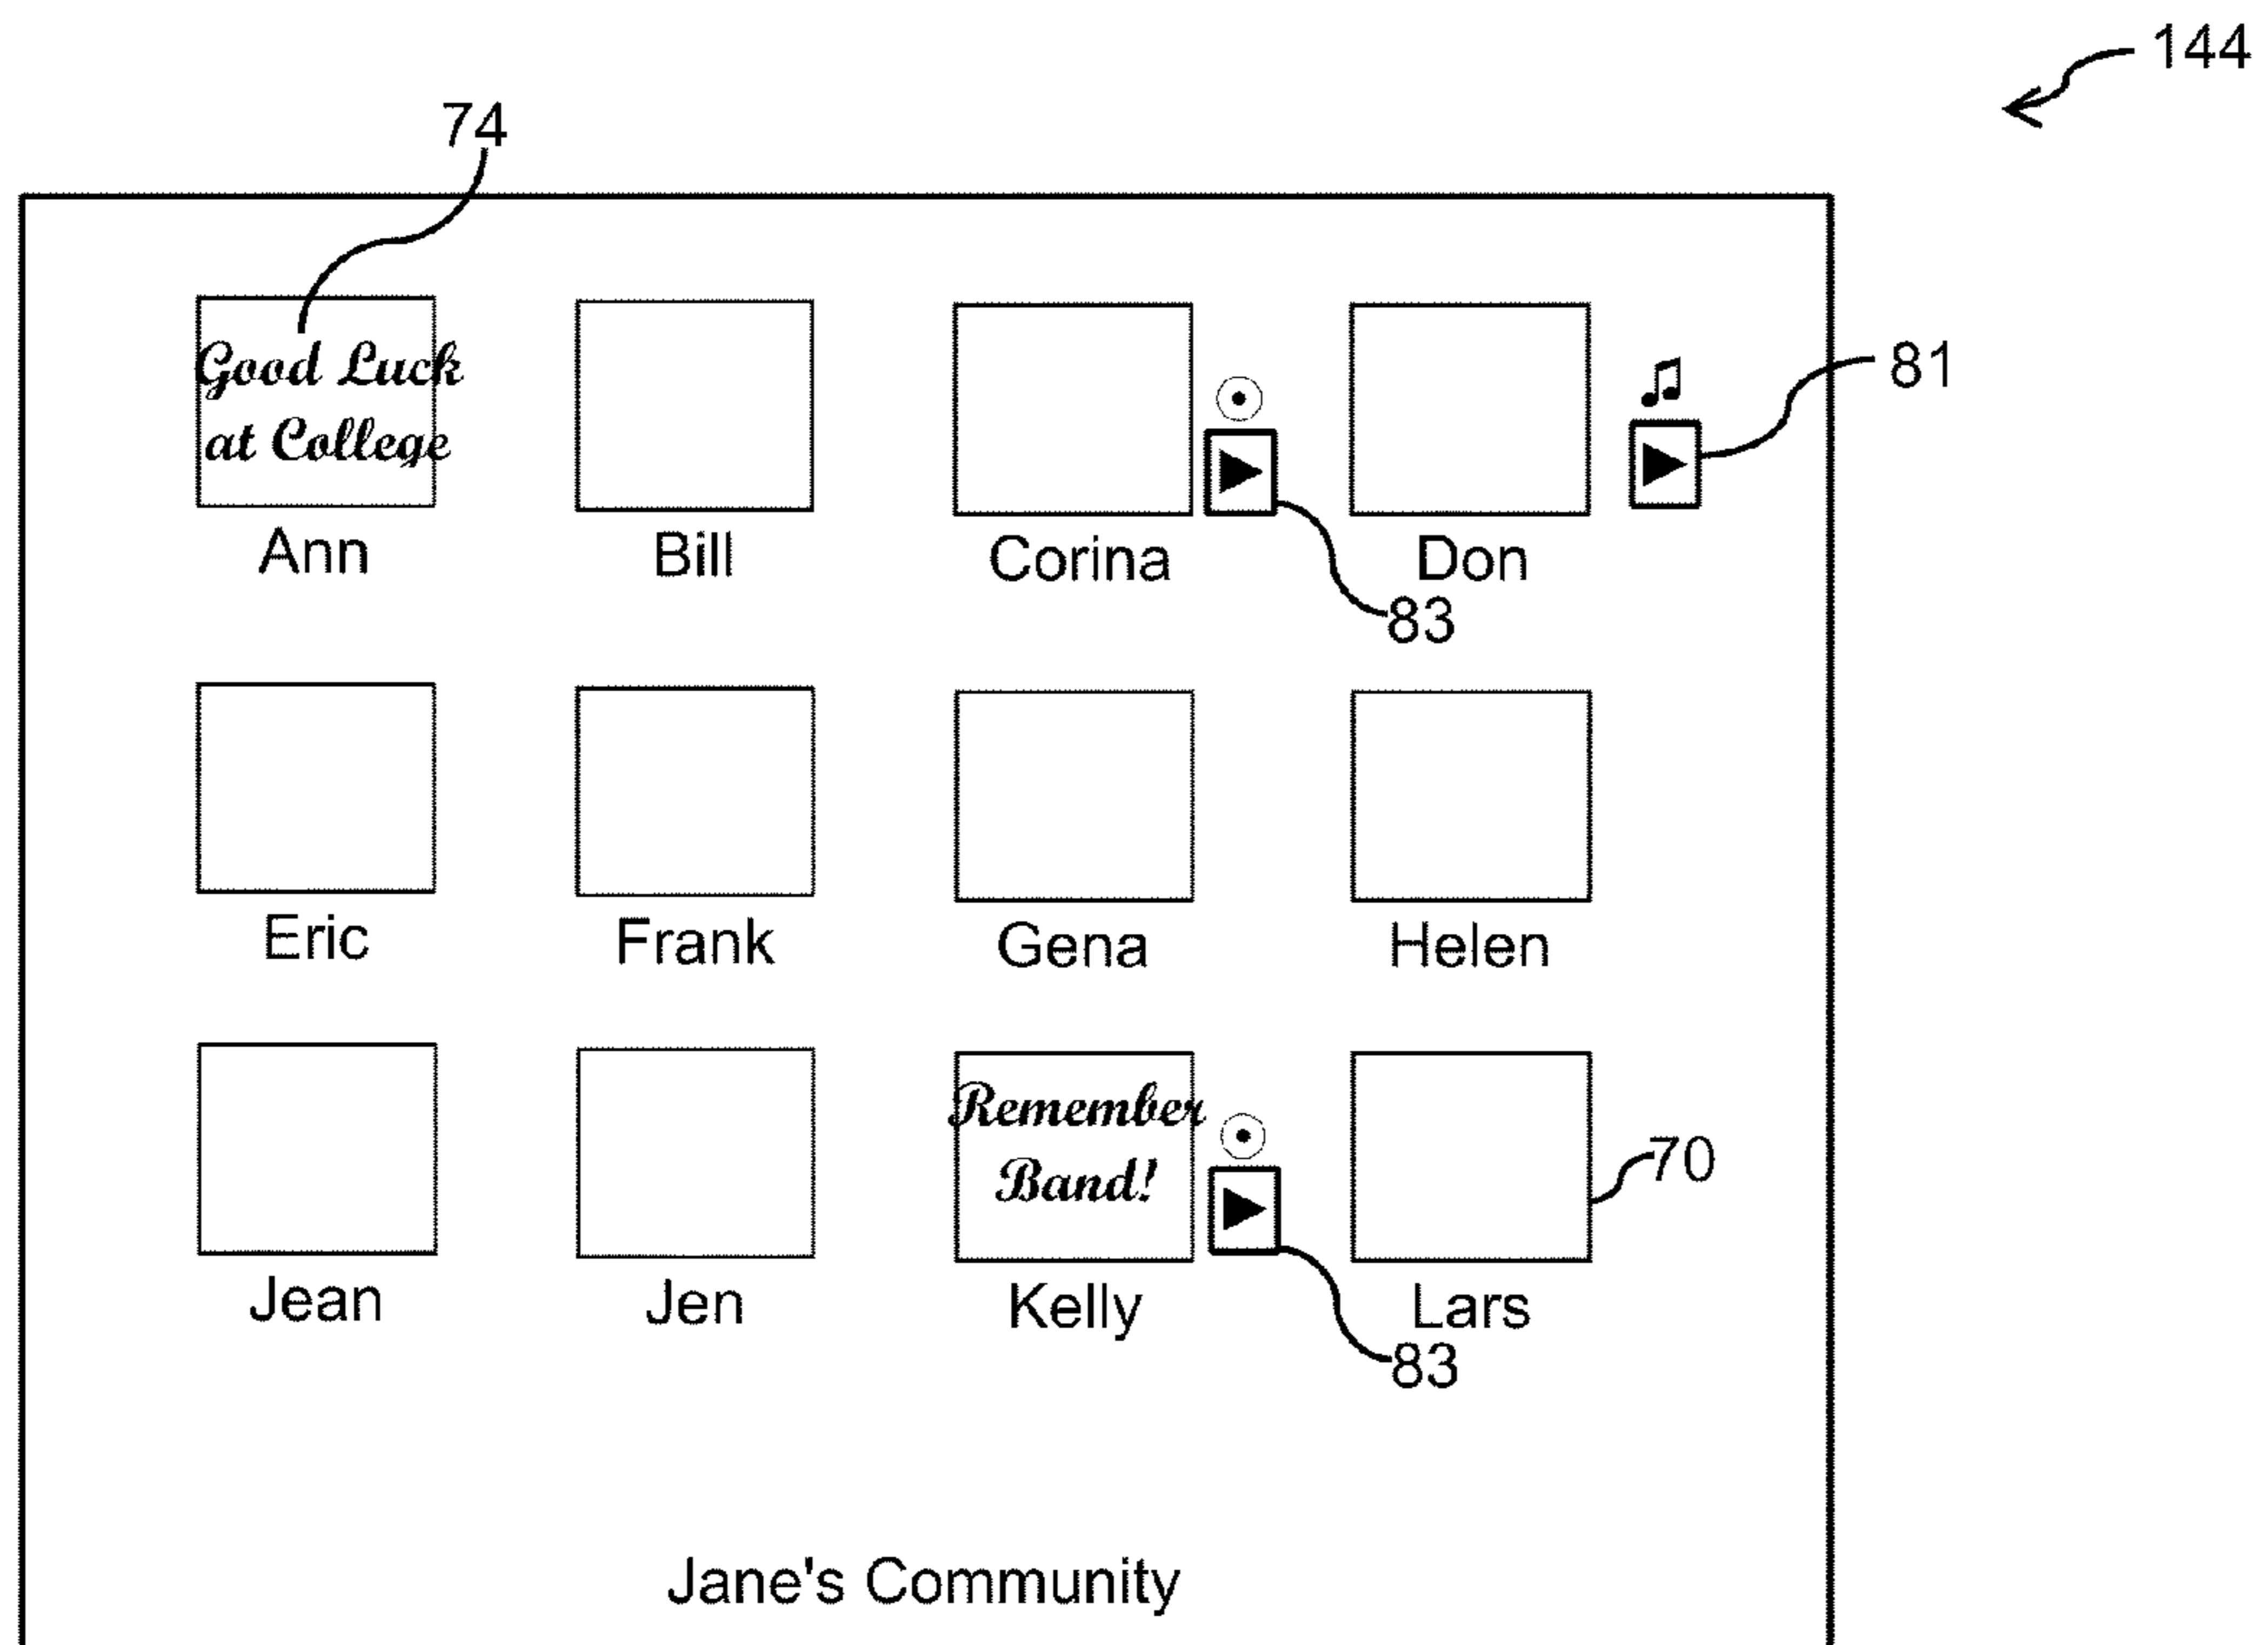 144
74
Good Luck
at College
81
Ann Bill Corina Don
83
Eric Frank Gena Helen
Remember
Band!
70
Jean Jen Kelly Lars
83
Jane's Community